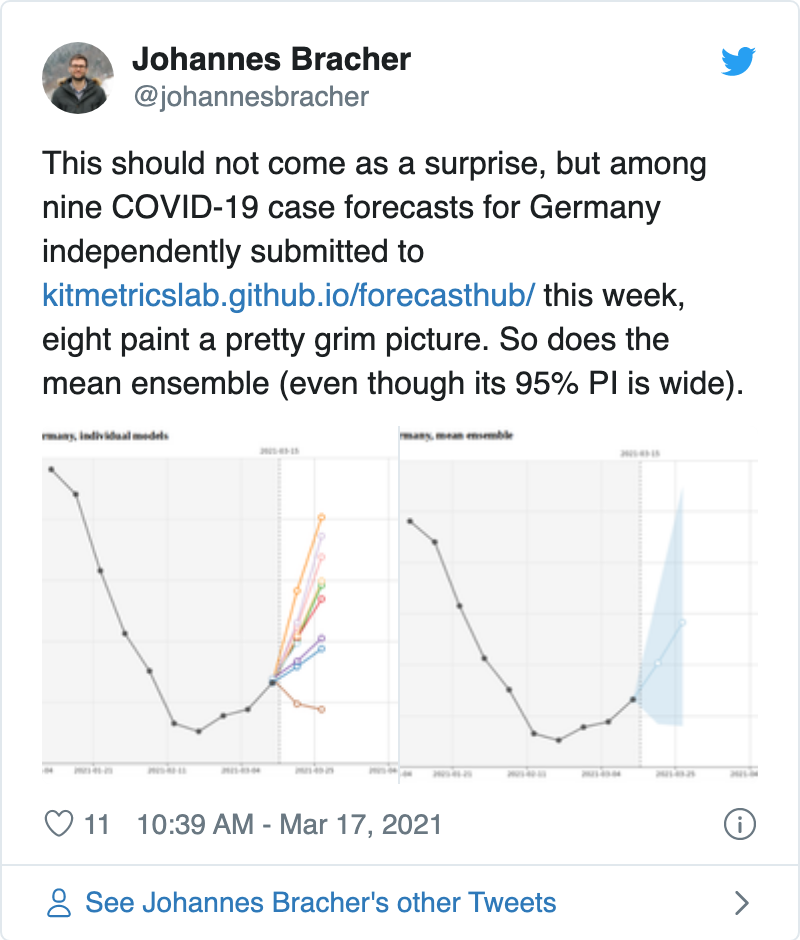 Johannes Bracher
@johannesbracher
This should not come as a surprise, but among
nine COVID-19 case forecasts for Germany
independently submitted to
kitmetricslab.github.io/forecasthub/ this week,
eight paint a pretty grim picture. So does the
mean ensemble (even though its 95% PI is wide).
rmany, individual models
2021-03-15
-04 2021-01-21 2021-02-11 2021-03-04 2021-03-25 2021-04
rmany, mean ensemble
2021-03-15
-04 2021-01-21 2021-02-11 2021-03-04 2021-03-25 2021-04
11 10:39 AM - Mar 17, 2021
See Johannes Bracher's other Tweets